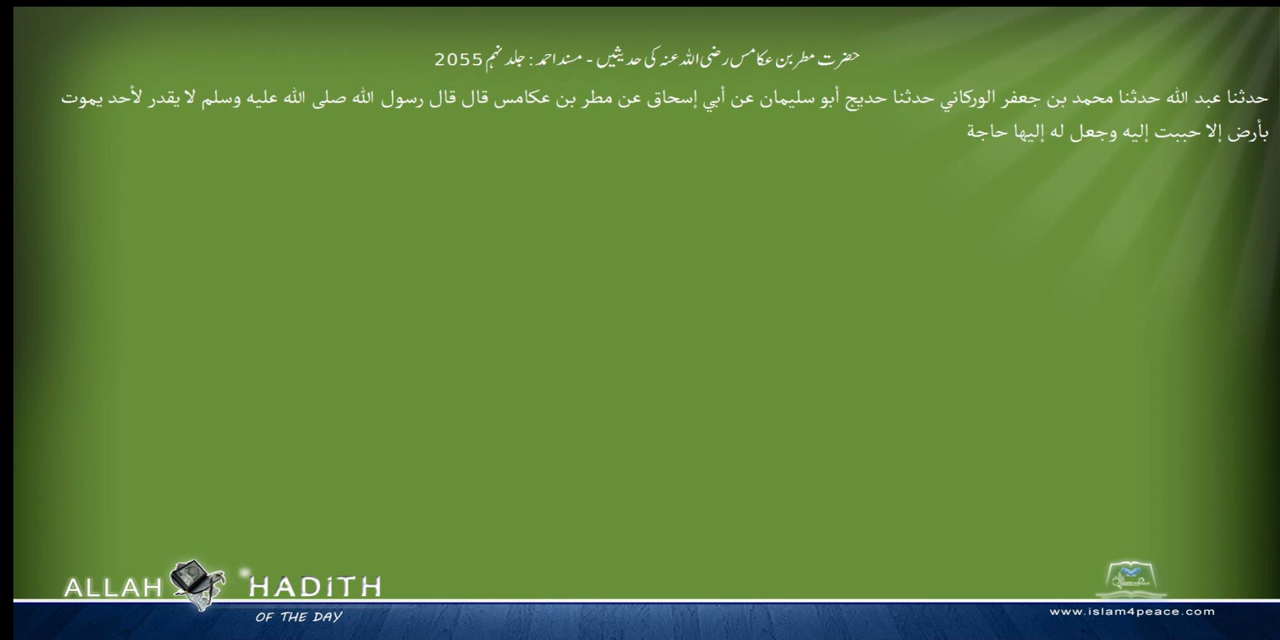 حضرت مطر بن عکامس رضی اللہ عنہ کی حدیثیں - مسند احمد : جلد نہم 2055
حدثنا عبد الله حدثنا محمد بن جعفر الوركاني حدثنا حديج أبو سليمان عن أبي إسحاق عن مطر بن عكامس قال قال رسول الله صلى الله عليه وسلم لا يقدر لأحد يموت
بأرض إلا حببت إليه وجعل له إليها حاجة
ALLAH HADITH
OF THE DAY
www.islam4peace.com